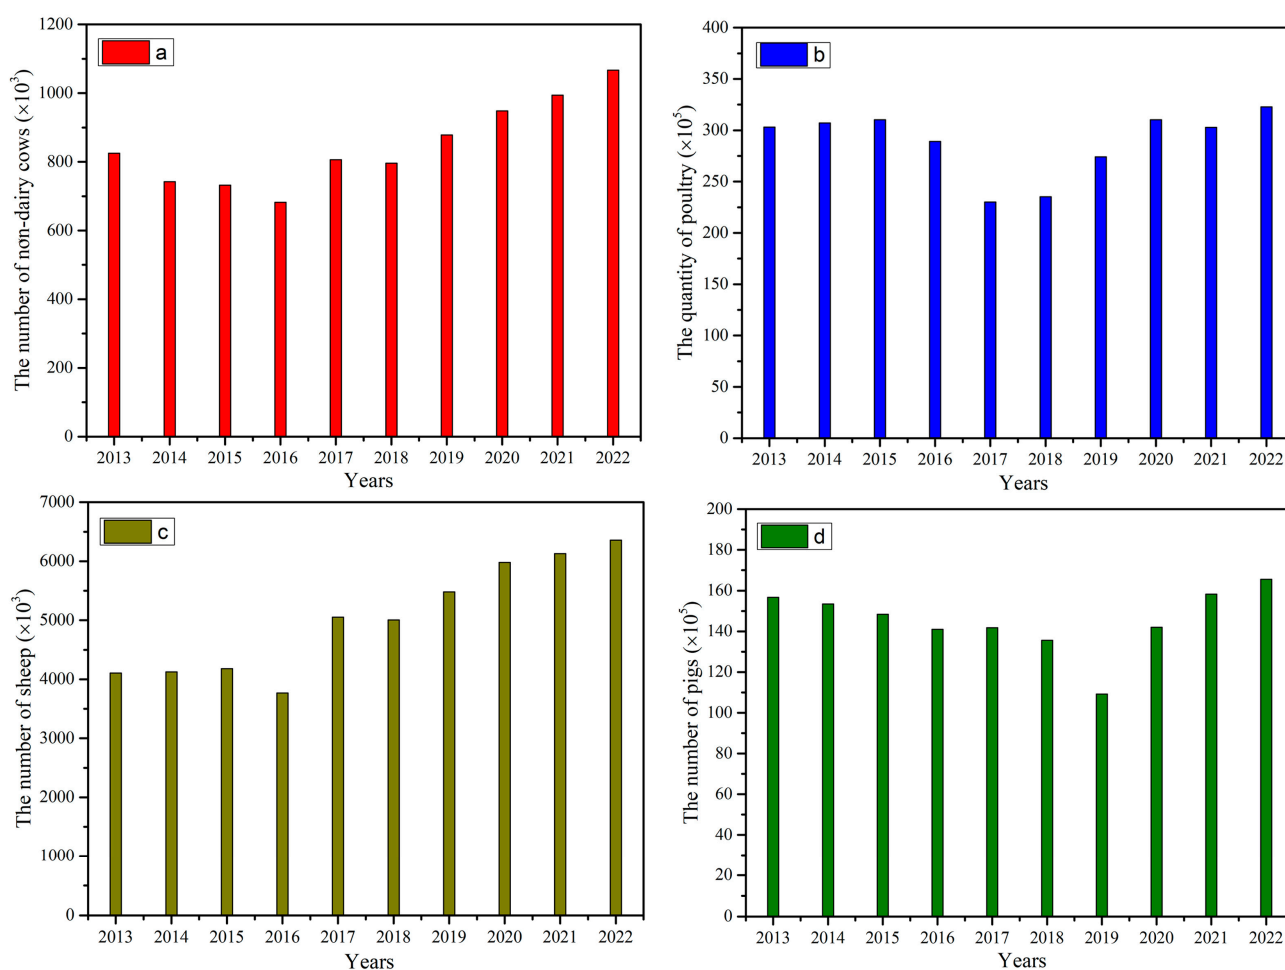 a
The number of non-dairy cows (×10³)
1200
1000
800
600
400
200
0
2013 2014 2015 2016 2017 2018 2019 2020 2021 2022
Years
b
The quantity of poultry (×10⁵)
400
350
300
250
200
150
100
50
0
2013 2014 2015 2016 2017 2018 2019 2020 2021 2022
Years
c
The number of sheep (×10³)
7000
6000
5000
4000
3000
2000
1000
0
2013 2014 2015 2016 2017 2018 2019 2020 2021 2022
Years
d
The number of pigs (×10⁵)
200
180
160
140
120
100
80
60
40
20
0
2013 2014 2015 2016 2017 2018 2019 2020 2021 2022
Years